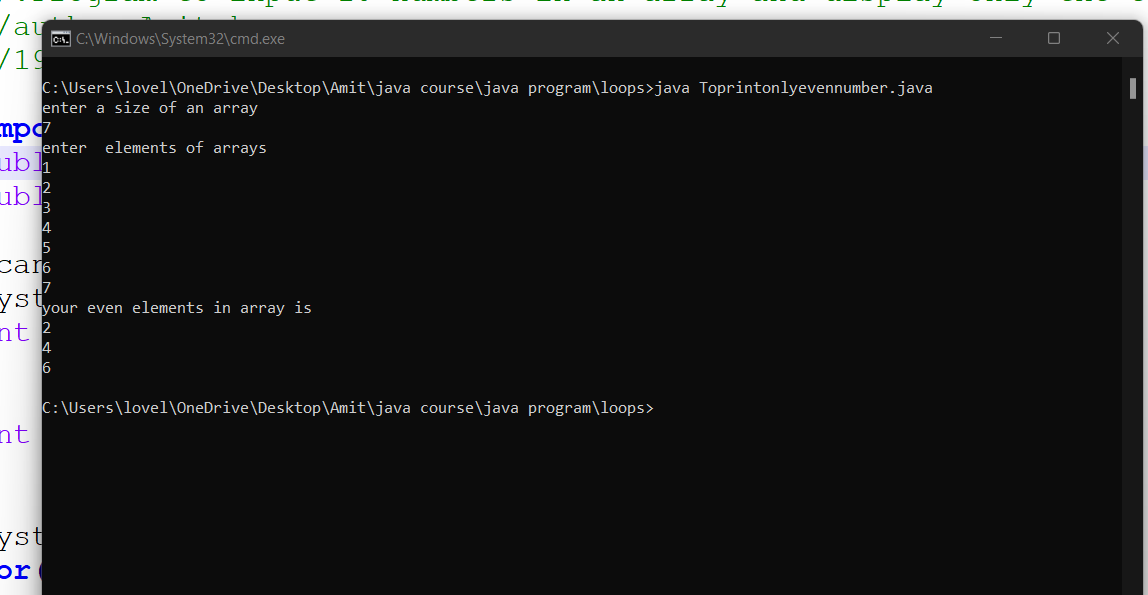 C:\Windows\System32\cmd.exe
C:\Users\lovel\OneDrive\Desktop\Amit\java course\java program\loops>java Toprintonlyevennumber.java
enter a size of an array
7
enter  elements of arrays
1
2
3
4
5
6
7
your even elements in array is
2
4
6
C:\Users\lovel\OneDrive\Desktop\Amit\java course\java program\loops>